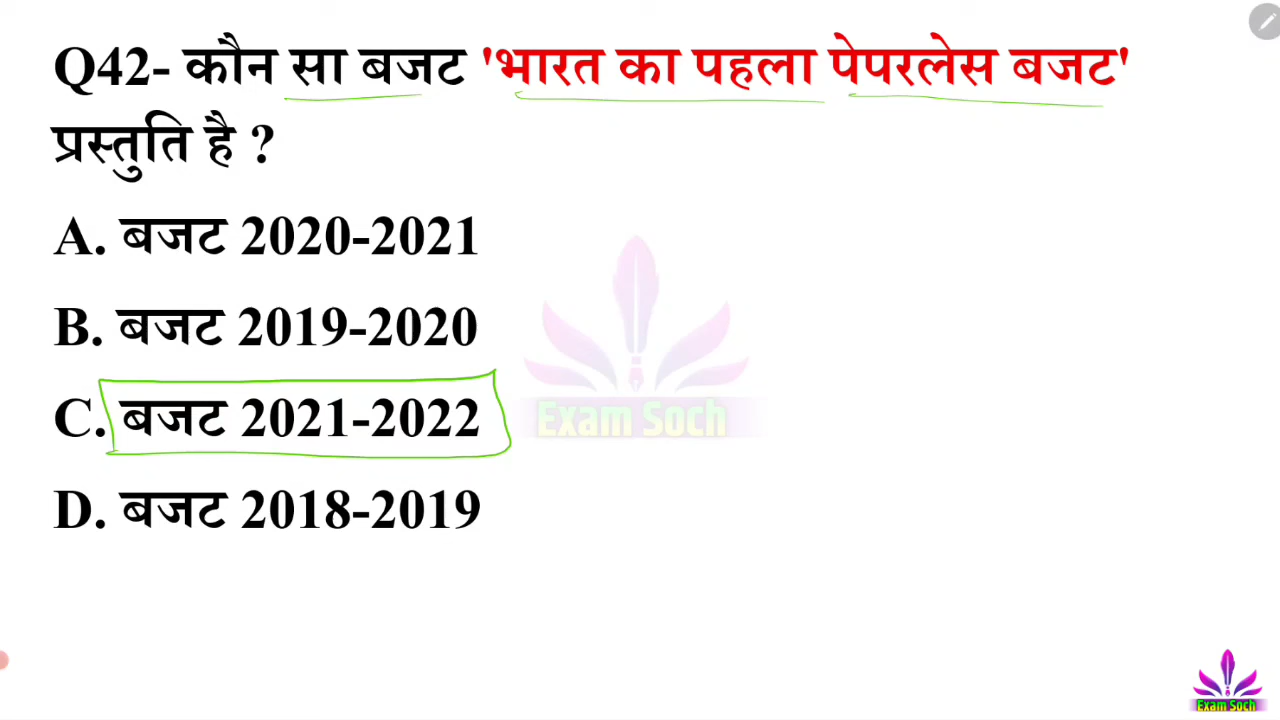 Q42- कौन सा बजट 'भारत का पहला पेपरलेस बजट'
प्रस्तुति है ?
A. बजट 2020-2021
B. बजट 2019-2020
C. बजट 2021-2022
D. बजट 2018-2019
Exam Soch
Exam Soch